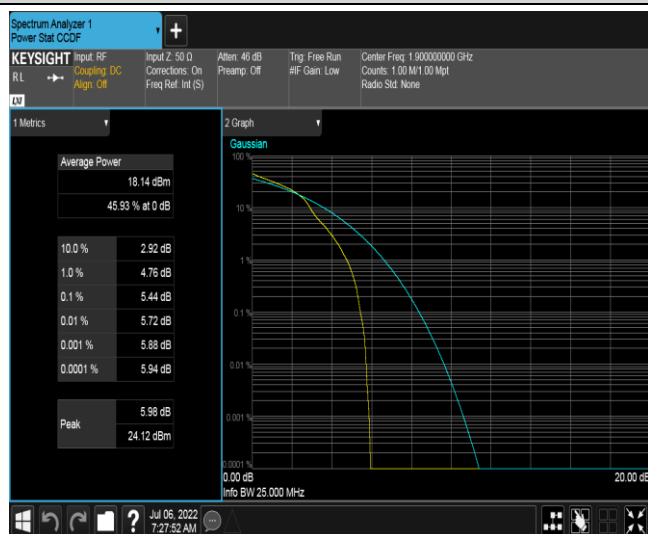 Spectrum Analyzer 1
Power Stat CCDF
KEYSIGHT
RL
LXI
Input: RF
Coupling: DC
Align: Off
Input Z: 50 Ω
Corrections: On
Freq Ref: Int (S)
Atten: 46 dB
Preamp: Off
Trig: Free Run
#IF Gain: Low
Center Freq: 1.900000000 GHz
Counts: 1.00 M/1.00 Mpt
Radio Std: None
1 Metrics
Average Power
18.14 dBm
45.93 % at 0 dB
10.0 % 2.92 dB
1.0 % 4.76 dB
0.1 % 5.44 dB
0.01 % 5.72 dB
0.001 % 5.88 dB
0.0001 % 5.94 dB
Peak
5.98 dB
24.12 dBm
2 Graph
Gaussian
100 %
10 %
1 %
0.1 %
0.01 %
0.001 %
0.0001 %
0.00 dB 20.00 dB
Info BW 25.000 MHz
?
Jul 06, 2022
7:27:52 AM